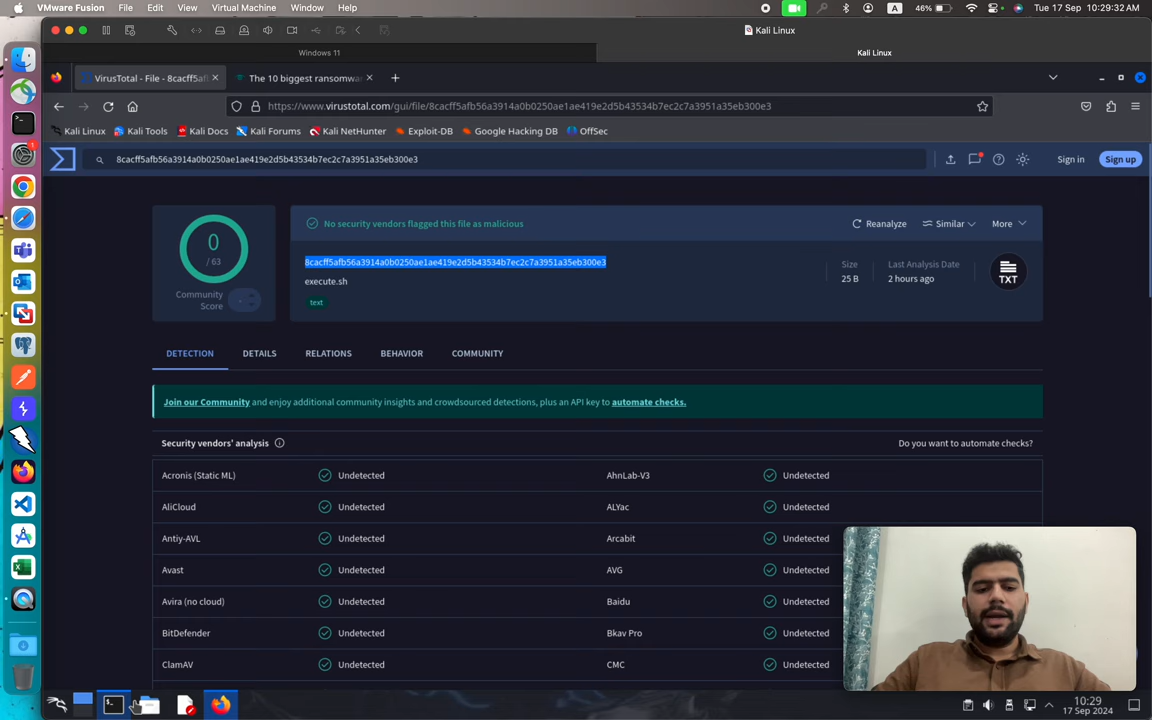 VMware Fusion File Edit View Virtual Machine Window Help A 46% Tue 17 Sep 10:29:32 AM
Kali Linux
Windows 11 Kali Linux
VirusTotal - File - 8cacff5af The 10 biggest ransomwar
https://www.virustotal.com/gui/file/8cacff5afb56a3914a0b0250ae1ae419e2d5b43534b7ec2c7a3951a35eb300e3
Kali Linux Kali Tools Kali Docs Kali Forums Kali NetHunter Exploit-DB Google Hacking DB OffSec
8cacff5afb56a3914a0b0250ae1ae419e2d5b43534b7ec2c7a3951a35eb300e3 Sign in Sign up
0
/ 63
Community
Score
-
No security vendors flagged this file as malicious Reanalyze Similar More
8cacff5afb56a3914a0b0250ae1ae419e2d5b43534b7ec2c7a3951a35eb300e3
execute.sh
text
Size
25 B
Last Analysis Date
2 hours ago
TXT
DETECTION DETAILS RELATIONS BEHAVIOR COMMUNITY
Join our Community and enjoy additional community insights and crowdsourced detections, plus an API key to automate checks.
Security vendors' analysis Do you want to automate checks?
Acronis (Static ML) Undetected AhnLab-V3 Undetected
AliCloud Undetected ALYac Undetected
Antiy-AVL Undetected Arcabit Undetected
Avast Undetected AVG Undetected
Avira (no cloud) Undetected Baidu Undetected
BitDefender Undetected Bkav Pro Undetected
ClamAV Undetected CMC Undetected
10:29
17 Sep 2024